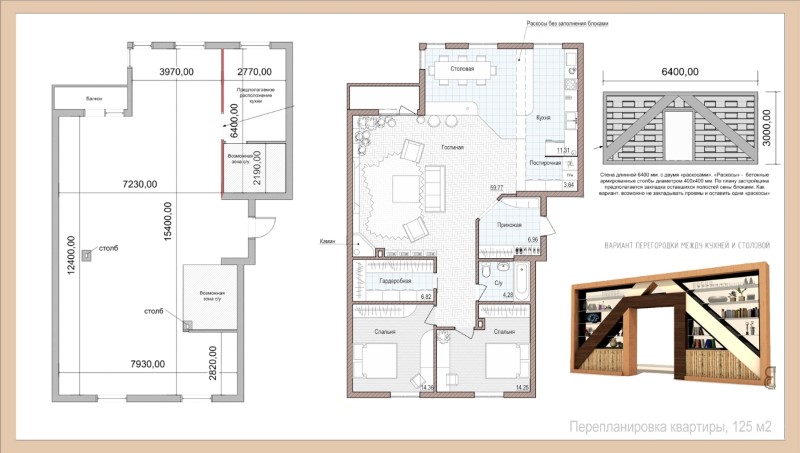 3970,00
2770,00
Балкон
Предполагаемое
расположение
кухни
6400,00
Возможная
зона с/у
2190,00
7230,00
15400,00
12400,00
столб
Возможная
зона с/у
столб
7930,00
2820,00
Раскосы без заполнения блоками
Столовая
Кухня
11.31
Гостиная
Постирочная
3.64
59.77
Прихожая
6.96
Камин
Гардеробная
6.82
С/у
4.28
Спальня
14.36
Спальня
14.25
6400,00
3000,00
Стена длинной 6400 мм, с двумя «раскосами». «Раскосы» - бетонные
армированные столбы диаметром 400х400 мм. По плану застройщика
предполагается закладка оставшихся полостей сены блоками. Как
вариант, возможно не закладывать проемы и оставить одни «раскосы»
ВАРИАНТ ПЕРЕГОРОДКИ МЕЖДУ КУХНЕЙ И СТОЛОВОЙ
Перепланировка квартиры, 125 м2